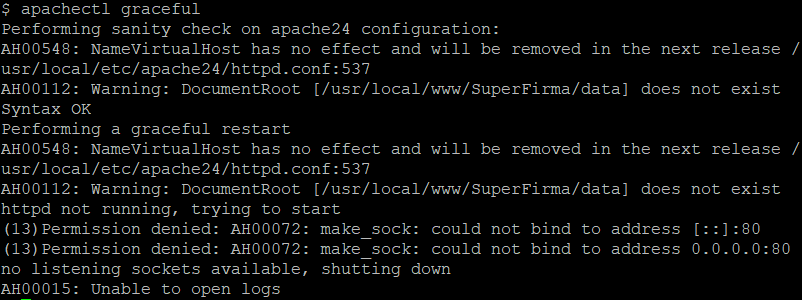 $ apachectl graceful
Performing sanity check on apache24 configuration:
AH00548: NameVirtualHost has no effect and will be removed in the next release /
usr/local/etc/apache24/httpd.conf:537
AH00112: Warning: DocumentRoot [/usr/local/www/SuperFirma/data] does not exist
Syntax OK
Performing a graceful restart
AH00548: NameVirtualHost has no effect and will be removed in the next release /
usr/local/etc/apache24/httpd.conf:537
AH00112: Warning: DocumentRoot [/usr/local/www/SuperFirma/data] does not exist
httpd not running, trying to start
(13)Permission denied: AH00072: make_sock: could not bind to address [::]:80
(13)Permission denied: AH00072: make_sock: could not bind to address 0.0.0.0:80
no listening sockets available, shutting down
AH00015: Unable to open logs